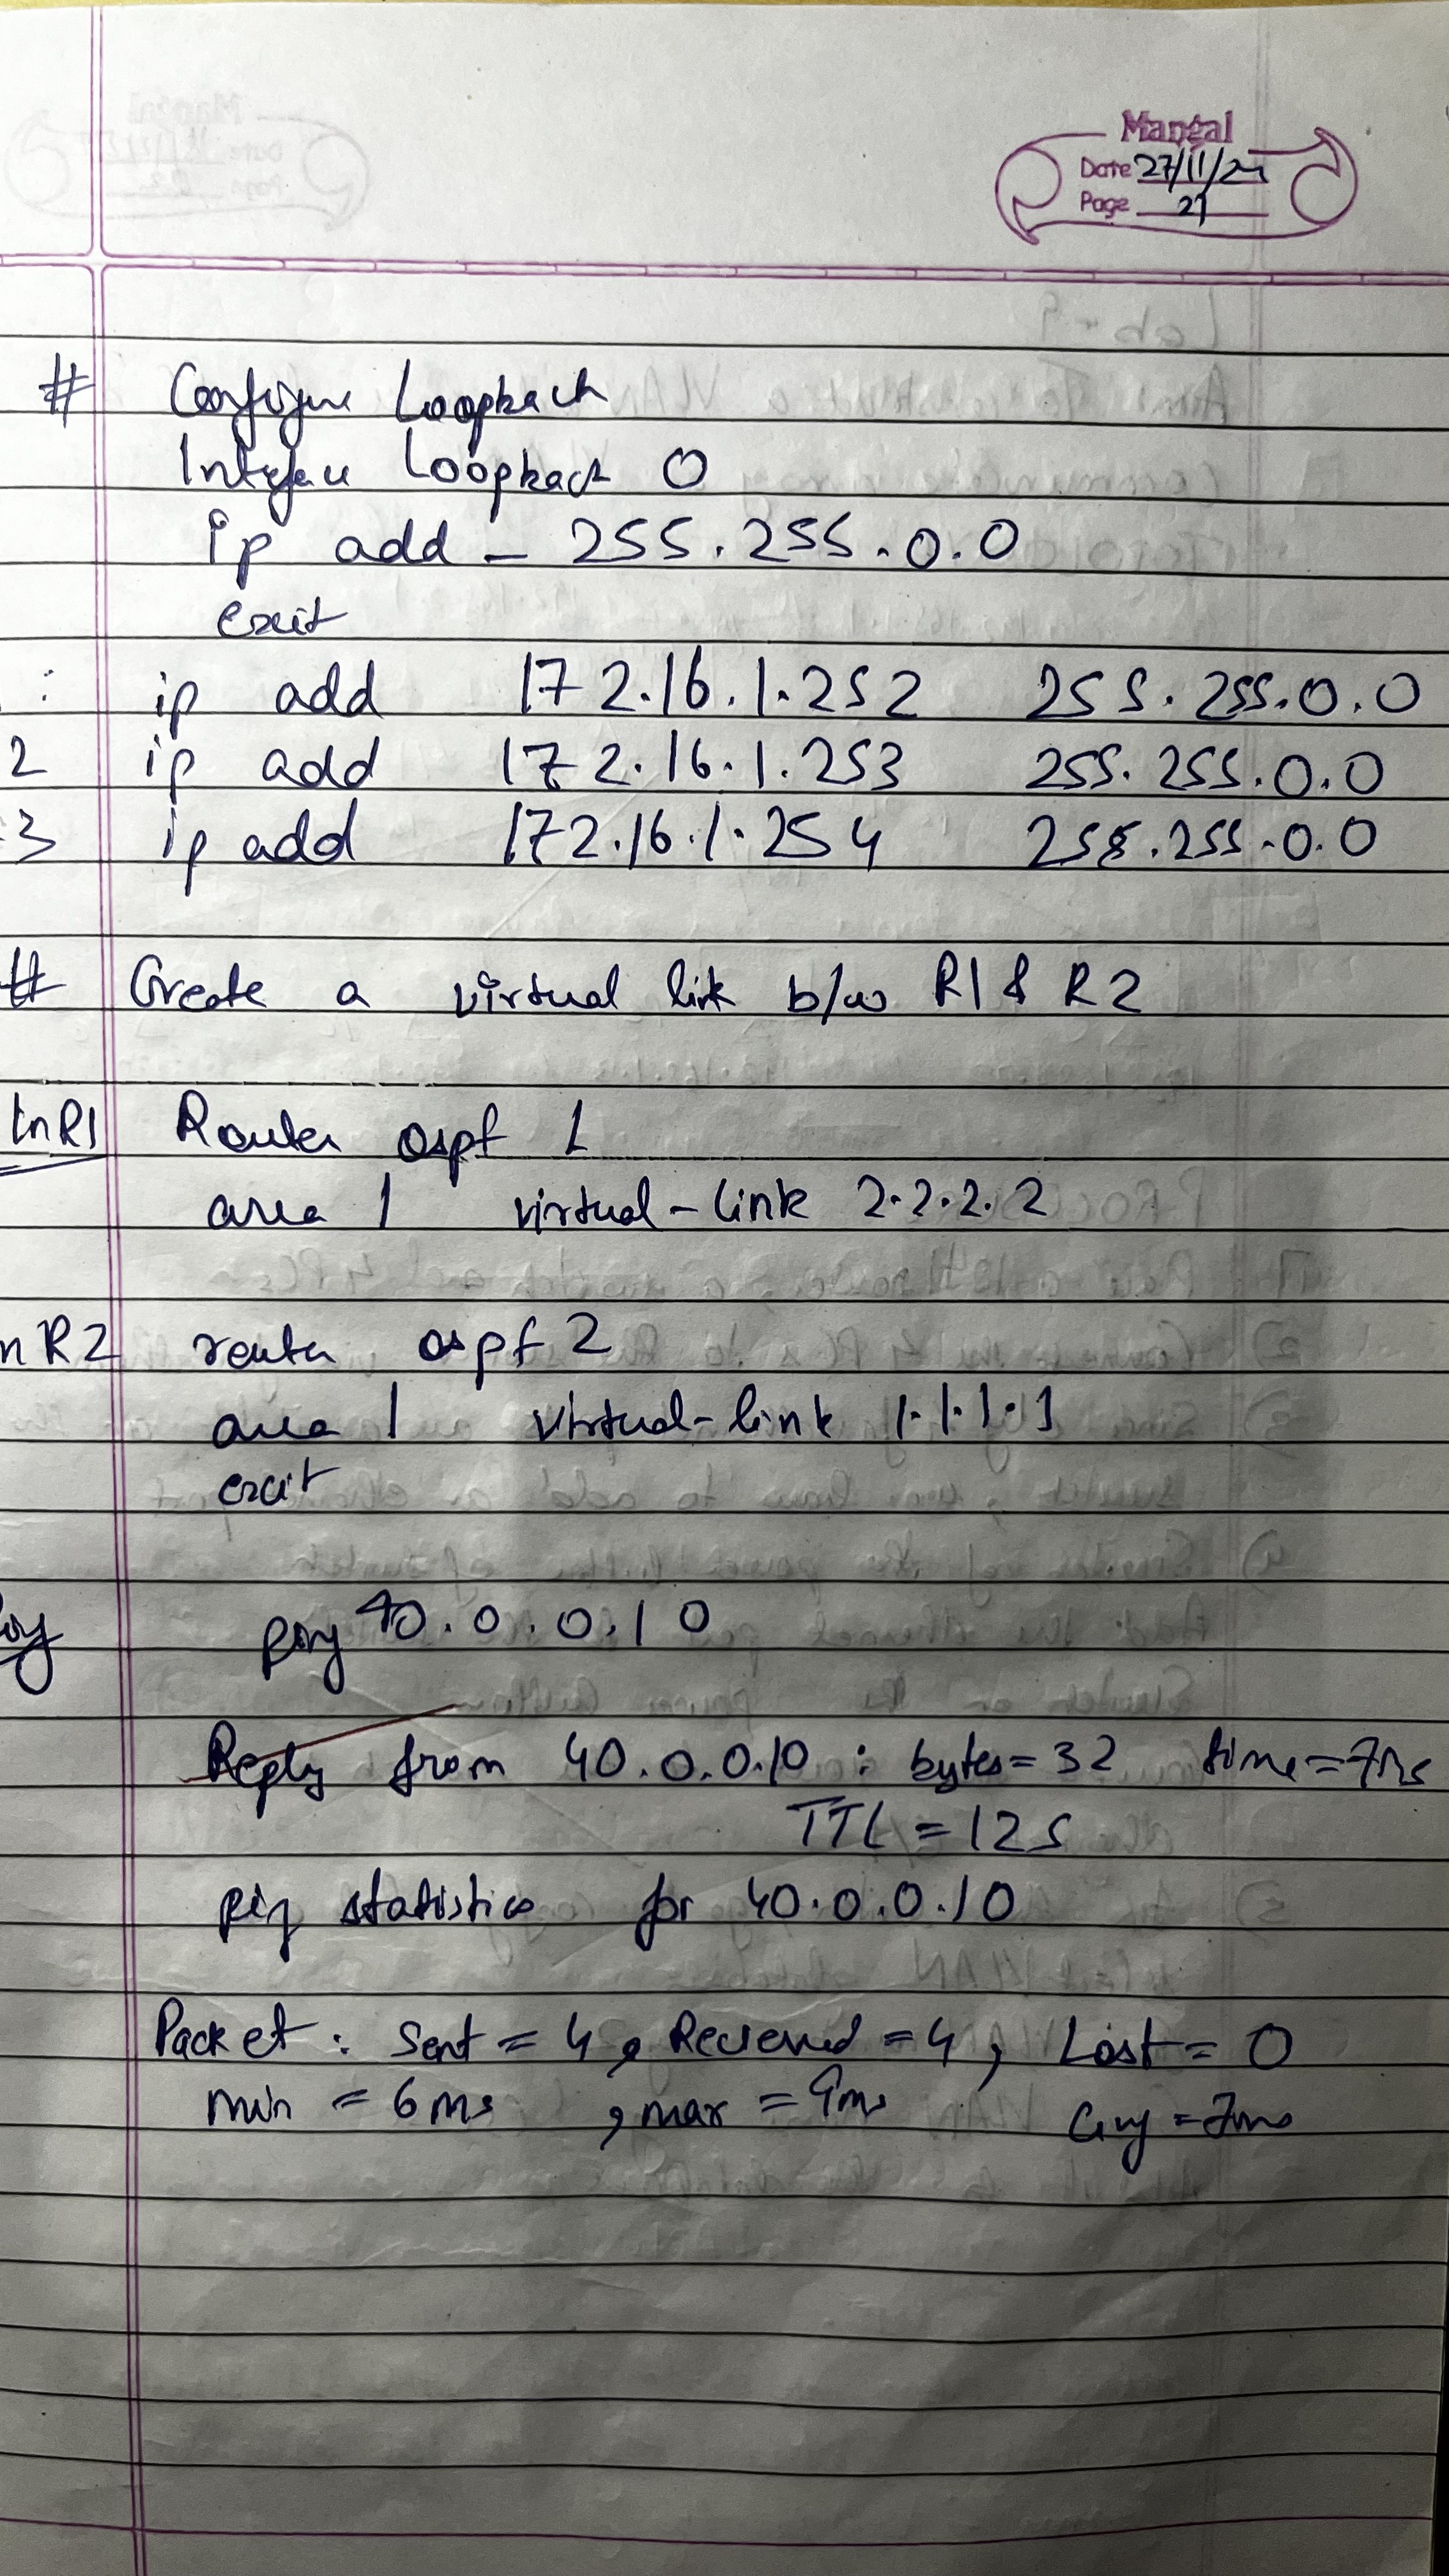 Mangal
Date 27/11/24
Page 21
# Configure Loopback
Interface Loopback 0
ip add - 255.255.0.0
exit
: ip add 172.16.1.252 255.255.0.0
2 ip add 172.16.1.253 255.255.0.0
3 ip add 172.16.1.254 255.255.0.0
# Create a virtual link b/w R1 & R2
In R1 Router ospf 1
area 1 virtual-link 2.2.2.2
n R2 router ospf 2
area 1 virtual-link 1.1.1.1
exit
ping 40.0.0.10
Reply from 40.0.0.10 : bytes=32 time=7ms
TTL = 125
ping statistics for 40.0.0.10
Packet : Sent = 4, Recieved = 4, Lost = 0
min = 6 ms , max = 9ms Avg = 7ms